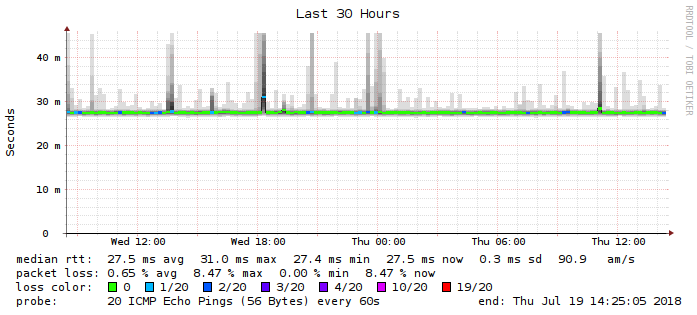 Last 30 Hours
RRDTOOL / TOBI OETIKER
Seconds
40 m
30 m
20 m
10 m
0
Wed 12:00 Wed 18:00 Thu 00:00 Thu 06:00 Thu 12:00
median rtt: 27.5 ms avg 31.0 ms max 27.4 ms min 27.5 ms now 0.3 ms sd 90.9 am/s
packet loss: 0.65 % avg 8.47 % max 0.00 % min 8.47 % now
loss color: 0 1/20 2/20 3/20 4/20 10/20 19/20
probe: 20 ICMP Echo Pings (56 Bytes) every 60s end: Thu Jul 19 14:25:05 2018